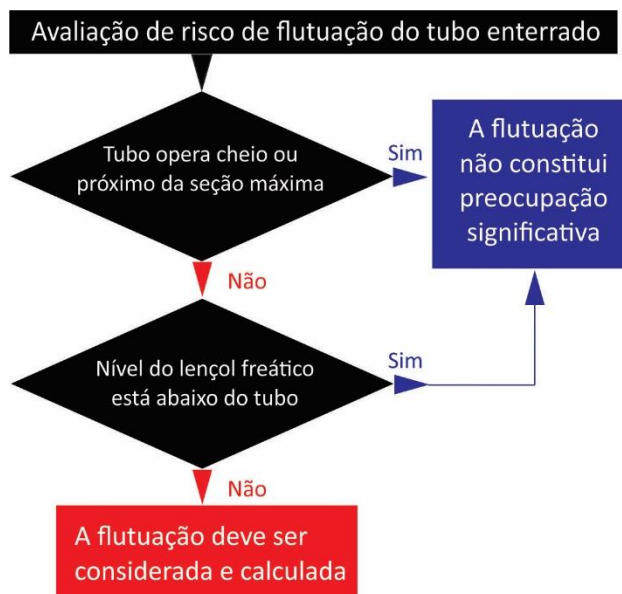 Avaliação de risco de flutuação do tubo enterrado
Tubo opera cheio ou
próximo da seção máxima
Sim
A flutuação
não constitui
preocupação
significativa
Não
Nível do lençol freático
está abaixo do tubo
Sim
Não
A flutuação deve ser
considerada e calculada